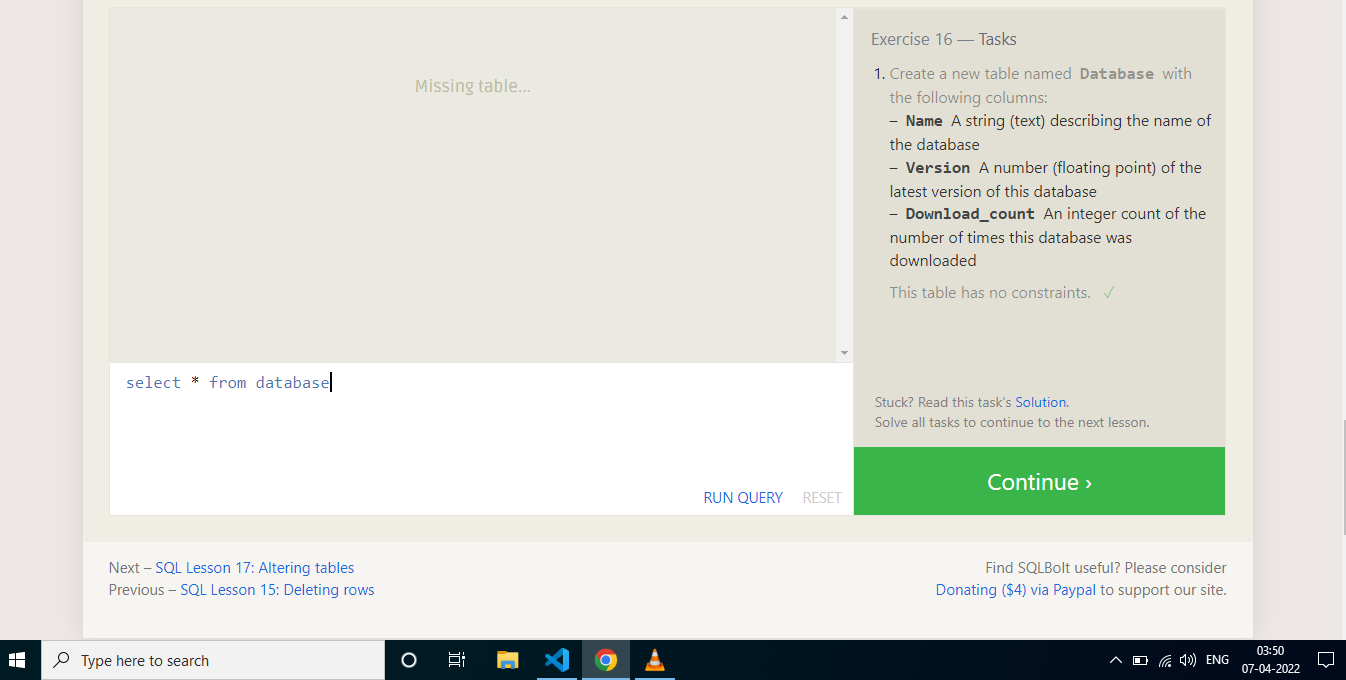 Missing table...
select * from database
RUN QUERY RESET
Exercise 16 — Tasks
1. Create a new table named Database with
the following columns:
– Name A string (text) describing the name of
the database
– Version A number (floating point) of the
latest version of this database
– Download_count An integer count of the
number of times this database was
downloaded
This table has no constraints. ✓
Stuck? Read this task's Solution.
Solve all tasks to continue to the next lesson.
Continue ›
Next – SQL Lesson 17: Altering tables
Previous – SQL Lesson 15: Deleting rows
Find SQLBolt useful? Please consider
Donating ($4) via Paypal to support our site.
Type here to search
ENG
03:50
07-04-2022